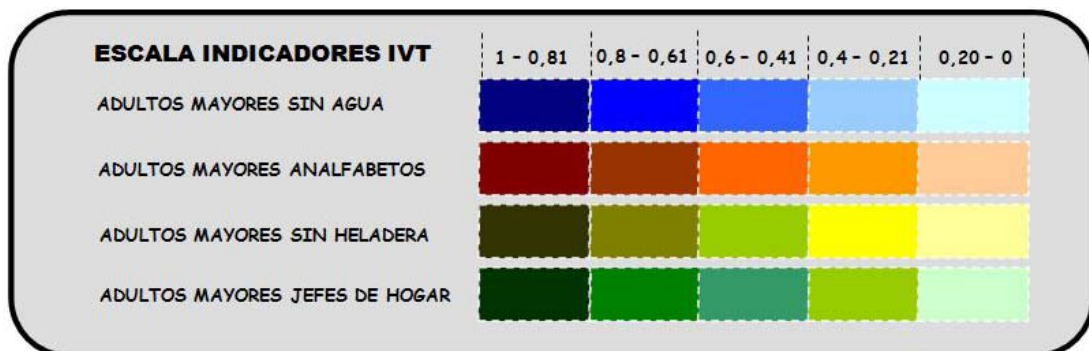 ESCALA INDICADORES IVT 1 - 0,81 0,8 - 0,61 0,6 - 0,41 0,4 - 0,21 0,20 - 0
ADULTOS MAYORES SIN AGUA
ADULTOS MAYORES ANALFABETOS
ADULTOS MAYORES SIN HELADERA
ADULTOS MAYORES JEFES DE HOGAR